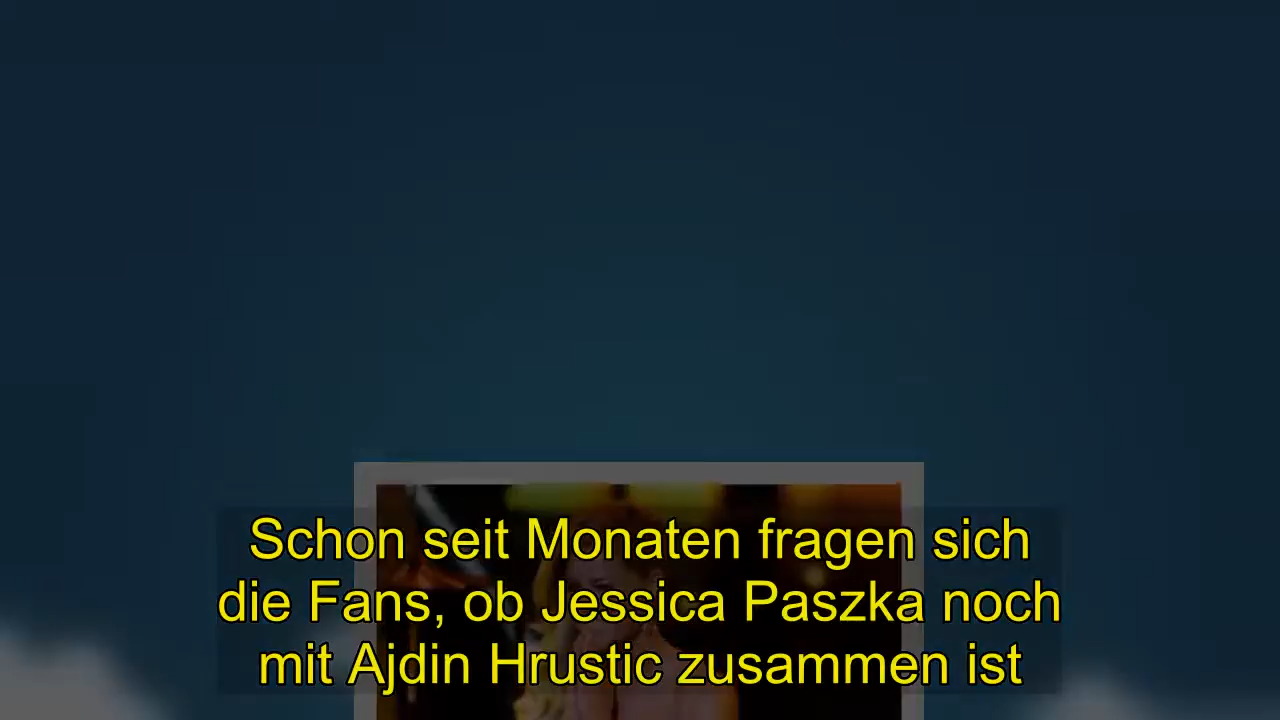 Schon seit Monaten fragen sich
die Fans, ob Jessica Paszka noch
mit Ajdin Hrustic zusammen ist